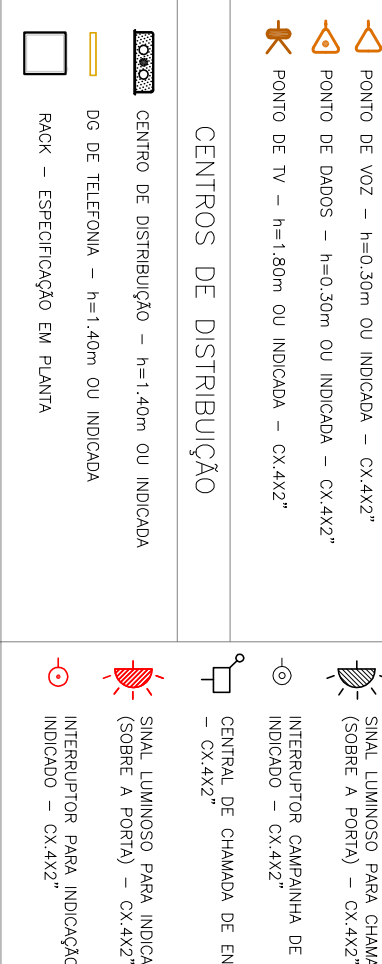 PONTO DE VOZ – h=0.30m OU INDICADA – CX.4X2"
PONTO DE DADOS – h=0.30m OU INDICADA – CX.4X2"
PONTO DE TV – h=1.80m OU INDICADA – CX.4X2"
CENTROS DE DISTRIBUIÇÃO
CENTRO DE DISTRIBUIÇÃO – h=1.40m OU INDICADA
DG DE TELEFONIA – h=1.40m OU INDICADA
RACK – ESPECIFICAÇÃO EM PLANTA
SINAL LUMINOSO PARA CHAMA
(SOBRE A PORTA) – CX.4X2"
INTERRUPTOR CAMPAINHA DE
INDICADO – CX.4X2"
CENTRAL DE CHAMADA DE EN
– CX.4X2"
SINAL LUMINOSO PARA INDICA
(SOBRE A PORTA) – CX.4X2"
INTERRUPTOR PARA INDICAÇÃO
INDICADO – CX.4X2"